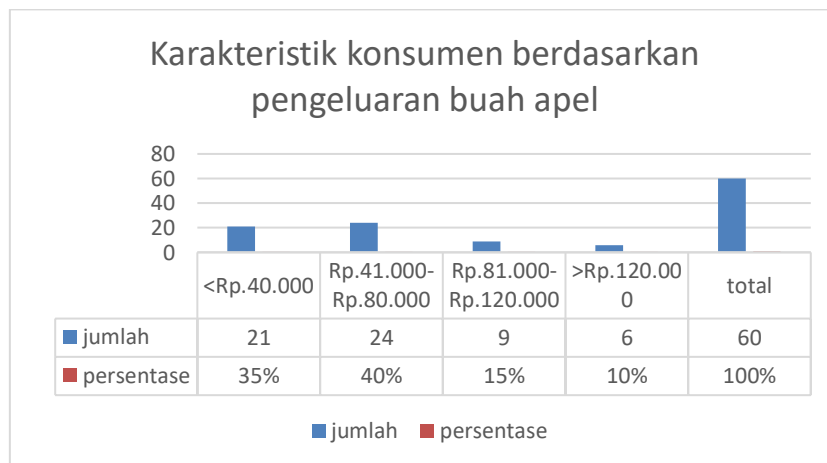 Karakteristik konsumen berdasarkan
pengeluaran buah apel
80
60
40
20
0
<Rp.40.000 Rp.41.000-Rp.80.000 Rp.81.000-Rp.120.000 >Rp.120.000 total
jumlah 21 24 9 6 60
persentase 35% 40% 15% 10% 100%
jumlah persentase